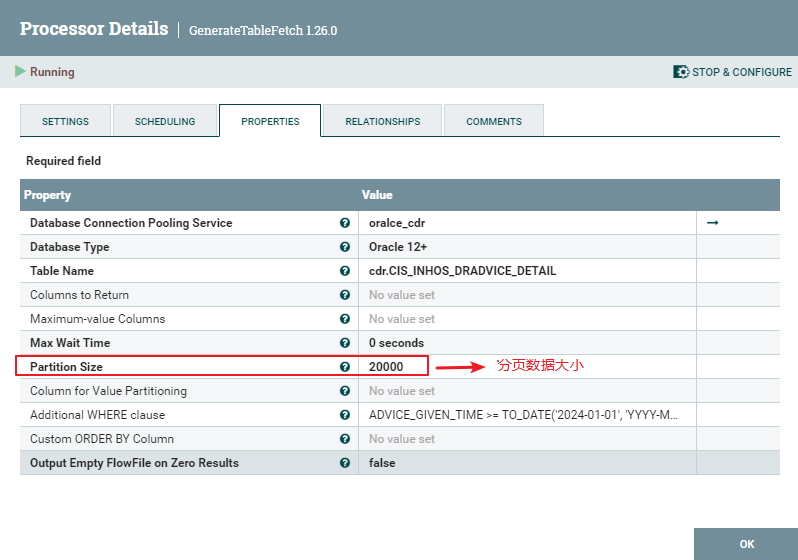 Processor Details | GenerateTableFetch 1.26.0
Running
STOP & CONFIGURE
SETTINGS
SCHEDULING
PROPERTIES
RELATIONSHIPS
COMMENTS
Required field
Property Value
Database Connection Pooling Service oralce_cdr
Database Type Oracle 12+
Table Name cdr.CIS_INHOS_DRADVICE_DETAIL
Columns to Return No value set
Maximum-value Columns No value set
Max Wait Time 0 seconds
Partition Size 20000 分页数据大小
Column for Value Partitioning No value set
Additional WHERE clause ADVICE_GIVEN_TIME >= TO_DATE('2024-01-01', 'YYYY-M...
Custom ORDER BY Column No value set
Output Empty FlowFile on Zero Results false
OK